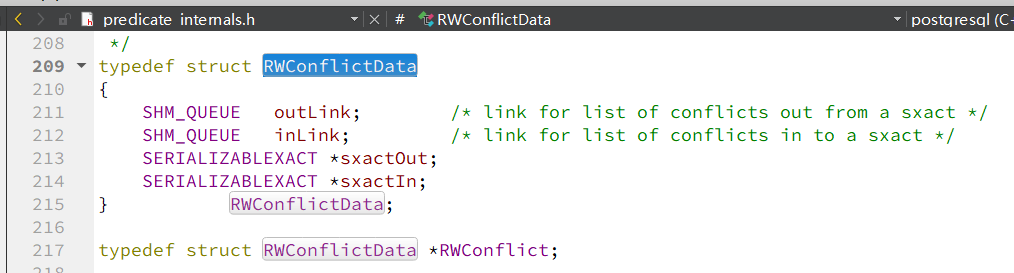 predicate_internals.h # RWConflictData postgresql (C-
208 */
209 typedef struct RWConflictData
210 {
211 SHM_QUEUE outLink; /* link for list of conflicts out from a sxact */
212 SHM_QUEUE inLink; /* link for list of conflicts in to a sxact */
213 SERIALIZABLEXACT *sxactOut;
214 SERIALIZABLEXACT *sxactIn;
215 } RWConflictData;
216
217 typedef struct RWConflictData *RWConflict;